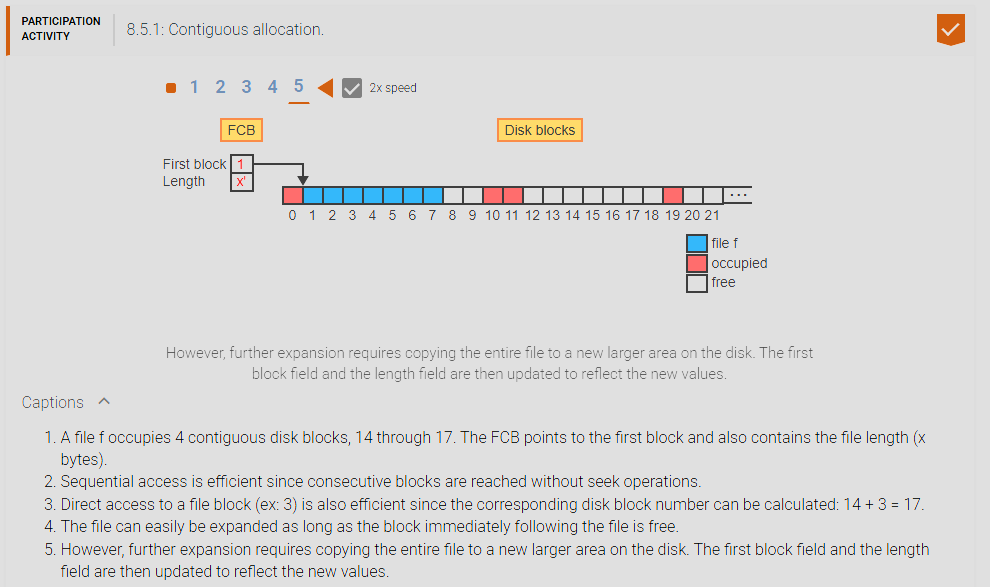 PARTICIPATION
ACTIVITY
8.5.1: Contiguous allocation.
1 2 3 4 5 2x speed
FCB
Disk blocks
First block 1
Length x'
...
0 1 2 3 4 5 6 7 8 9 10 11 12 13 14 15 16 17 18 19 20 21
file f
occupied
free
However, further expansion requires copying the entire file to a new larger area on the disk. The first
block field and the length field are then updated to reflect the new values.
Captions
1. A file f occupies 4 contiguous disk blocks, 14 through 17. The FCB points to the first block and also contains the file length (x
bytes).
2. Sequential access is efficient since consecutive blocks are reached without seek operations.
3. Direct access to a file block (ex: 3) is also efficient since the corresponding disk block number can be calculated: 14 + 3 = 17.
4. The file can easily be expanded as long as the block immediately following the file is free.
5. However, further expansion requires copying the entire file to a new larger area on the disk. The first block field and the length
field are then updated to reflect the new values.